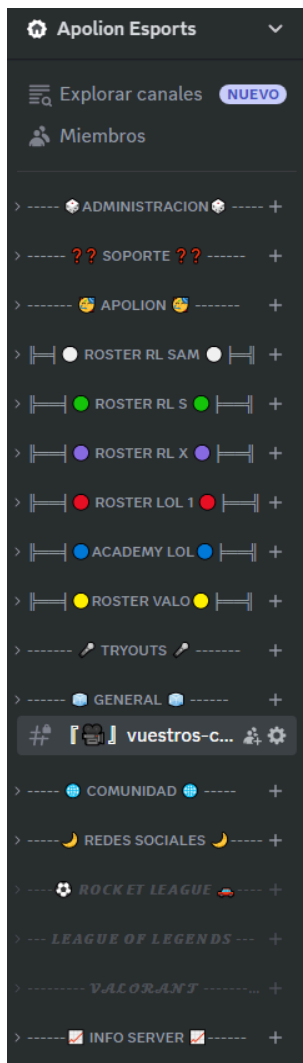 Apolion Esports
Explorar canales NUEVO
Miembros
----- 🎲ADMINISTRACION🎲 -----
------ ❓❓ SOPORTE ❓❓ ------
------- 🥳 APOLION 🥳 -------
╠══╣ ⚪ ROSTER RL SAM ⚪ ╠══╣
╠══╣ 🟢 ROSTER RL S 🟢 ╠══╣
╠══╣ 🟣 ROSTER RL X 🟣 ╠══╣
╠══╣ 🔴 ROSTER LOL 1 🔴 ╠══╣
╠══╣ 🔵ACADEMY LOL🔵 ╠══╣
╠══╣ 🟡ROSTER VALO🟡 ╠══╣
------- 🎤 TRYOUTS 🎤 -------
------ 🧊 GENERAL 🧊 ------
『🎥』 vuestros-c...
----- 🌐 COMUNIDAD 🌐 -----
-----🌙 REDES SOCIALES 🌙-----
----⚽ ROCKET LEAGUE 🚗----
--- LEAGUE OF LEGENDS ---
--------- VALORANT -------...
------📈 INFO SERVER 📈------